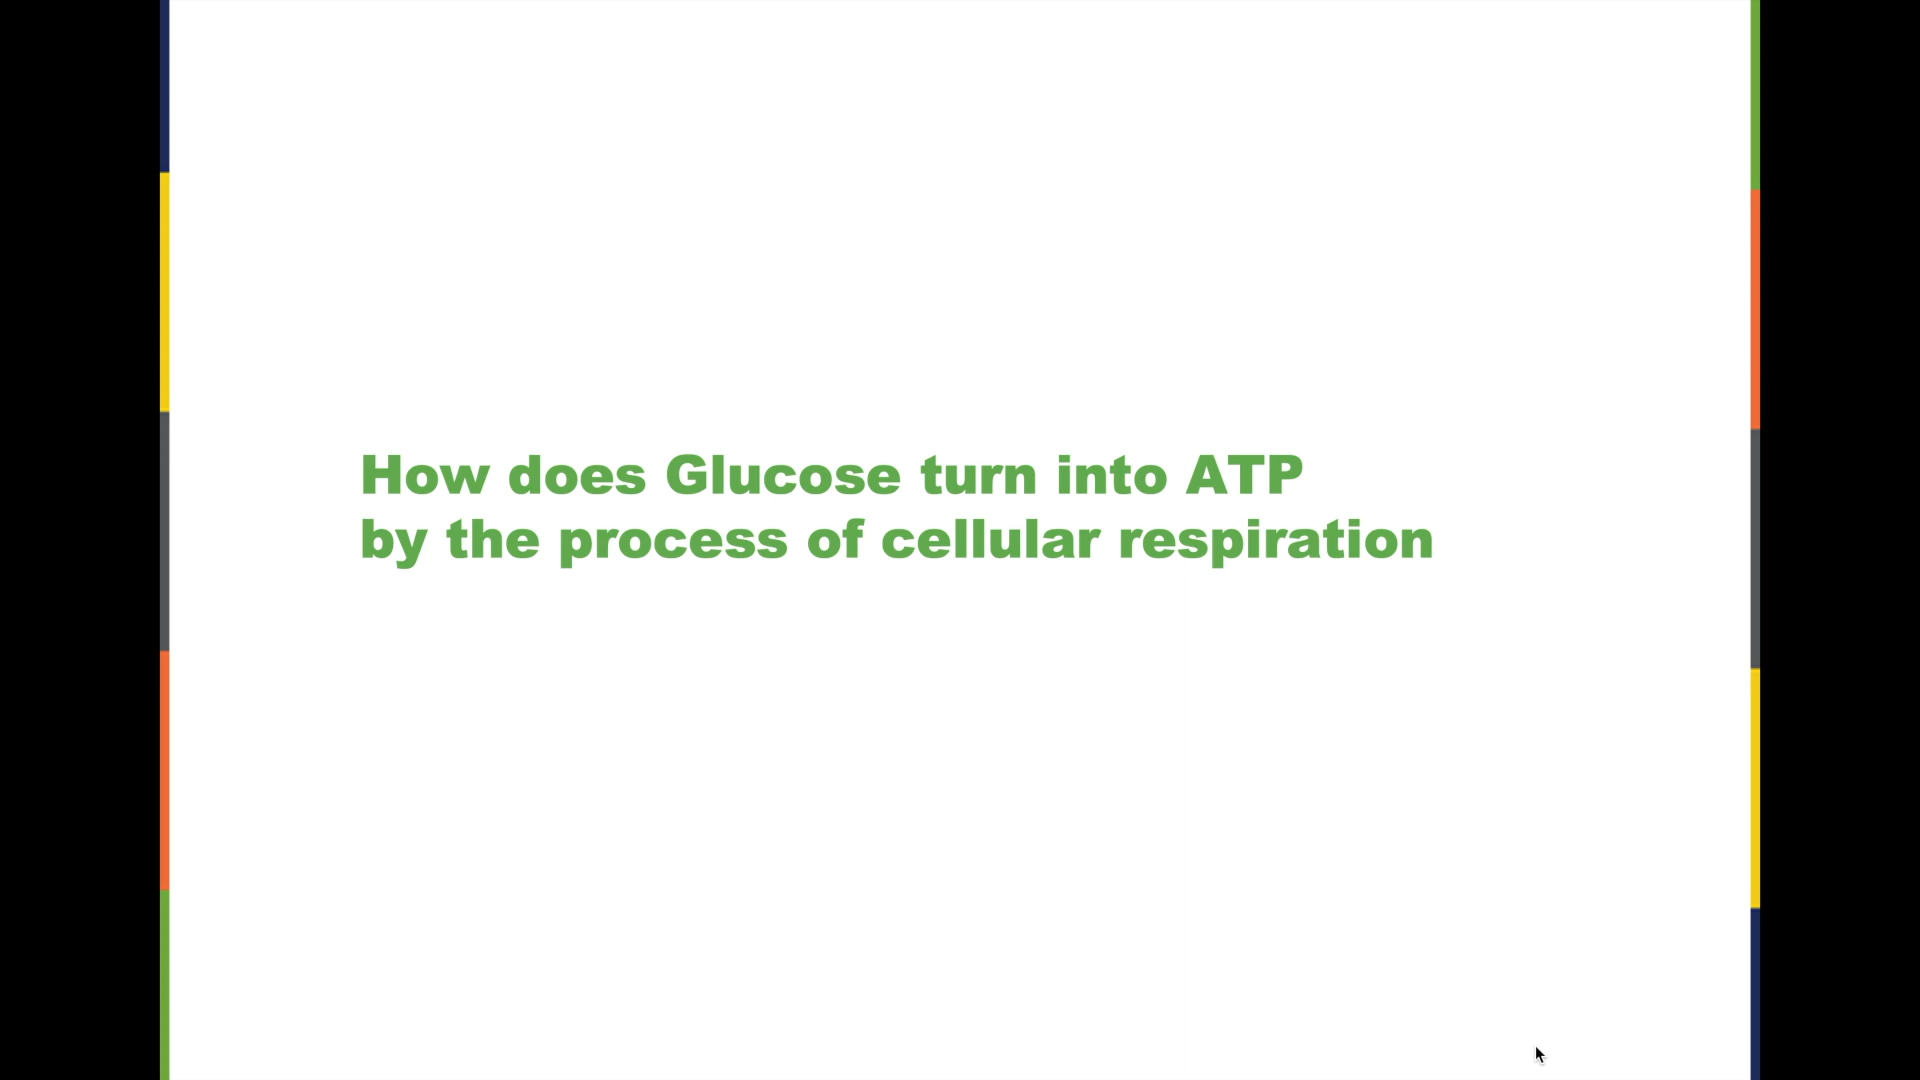 How does Glucose turn into ATP
by the process of cellular respiration